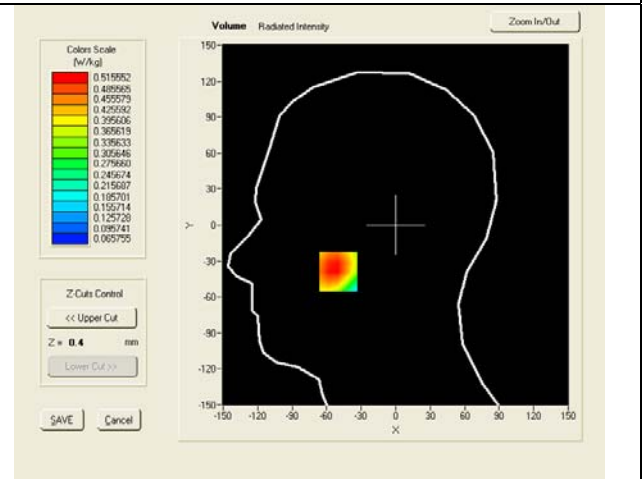 Volume Radiated Intensity
Zoom In/Out
Colors Scale
(W/kg)
0.515552
0.485565
0.455579
0.425592
0.395606
0.365619
0.335633
0.305646
0.275660
0.245674
0.215687
0.185701
0.155714
0.125728
0.095741
0.065755
Z-Cuts Control
<< Upper Cut
Z = 0.4 mm
Lower Cut >>
SAVE Cancel
150
120
90
60
30
0
-30
-60
-90
-120
-150
Y
-150 -120 -90 -60 -30 0 30 60 90 120 150
X